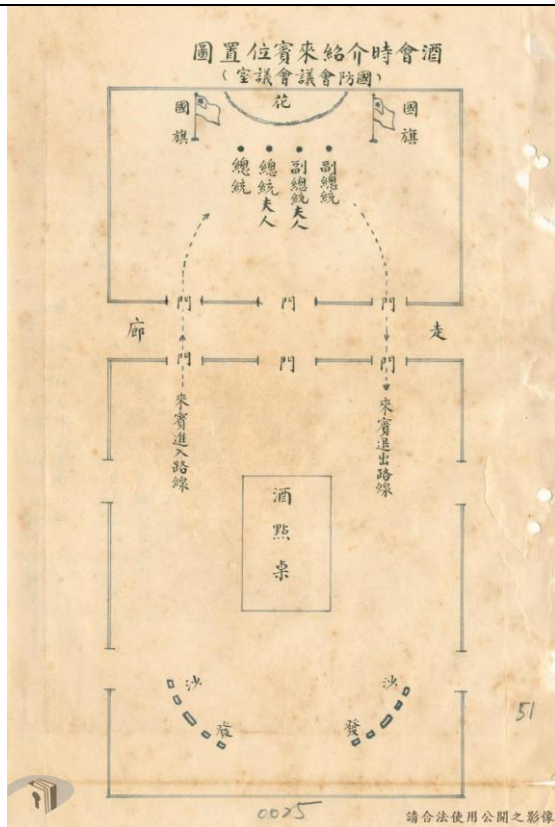 酒會時介紹來賓位置圖
(國防會議會議室)
花
國旗
國旗
副總統
副總統夫人
總統夫人
總統
門
門
門
走
廊
門
門
門
來賓退出路線
來賓進入路線
酒點桌
沙發
沙發
51
0025
請合法使用公開之影像